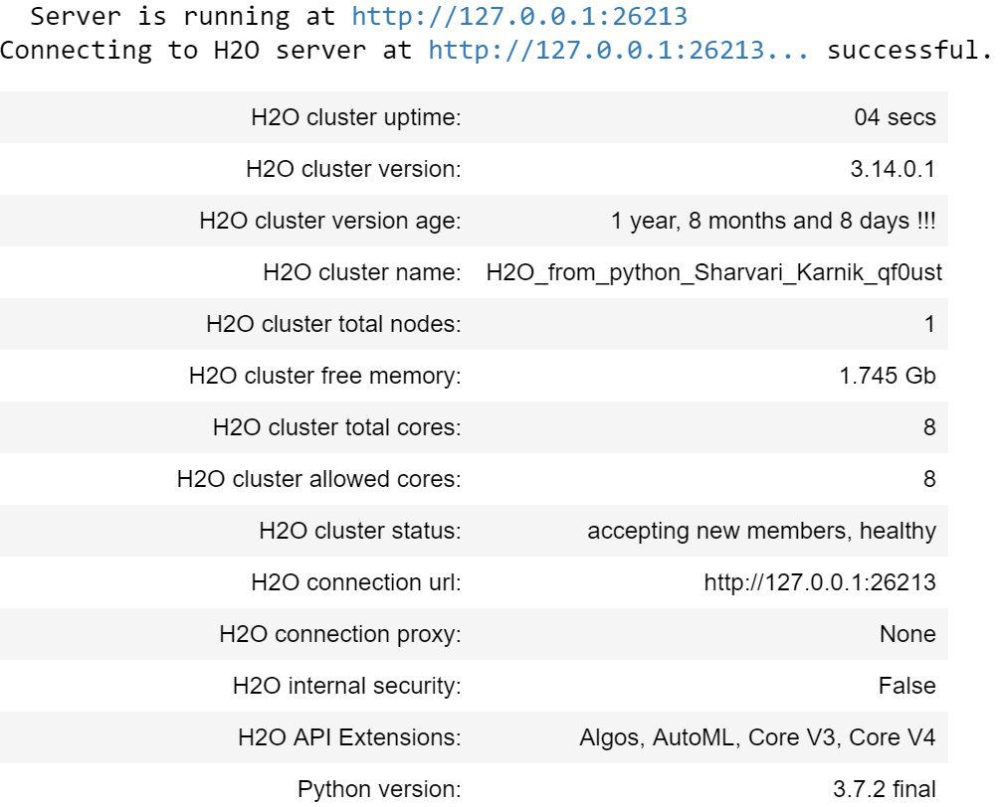 Server is running at http://127.0.0.1:26213
Connecting to H2O server at http://127.0.0.1:26213... successful.
H2O cluster uptime: 04 secs
H2O cluster version: 3.14.0.1
H2O cluster version age: 1 year, 8 months and 8 days !!!
H2O cluster name: H2O_from_python_Sharvari_Karnik_qf0ust
H2O cluster total nodes: 1
H2O cluster free memory: 1.745 Gb
H2O cluster total cores: 8
H2O cluster allowed cores: 8
H2O cluster status: accepting new members, healthy
H2O connection url: http://127.0.0.1:26213
H2O connection proxy: None
H2O internal security: False
H2O API Extensions: Algos, AutoML, Core V3, Core V4
Python version: 3.7.2 final